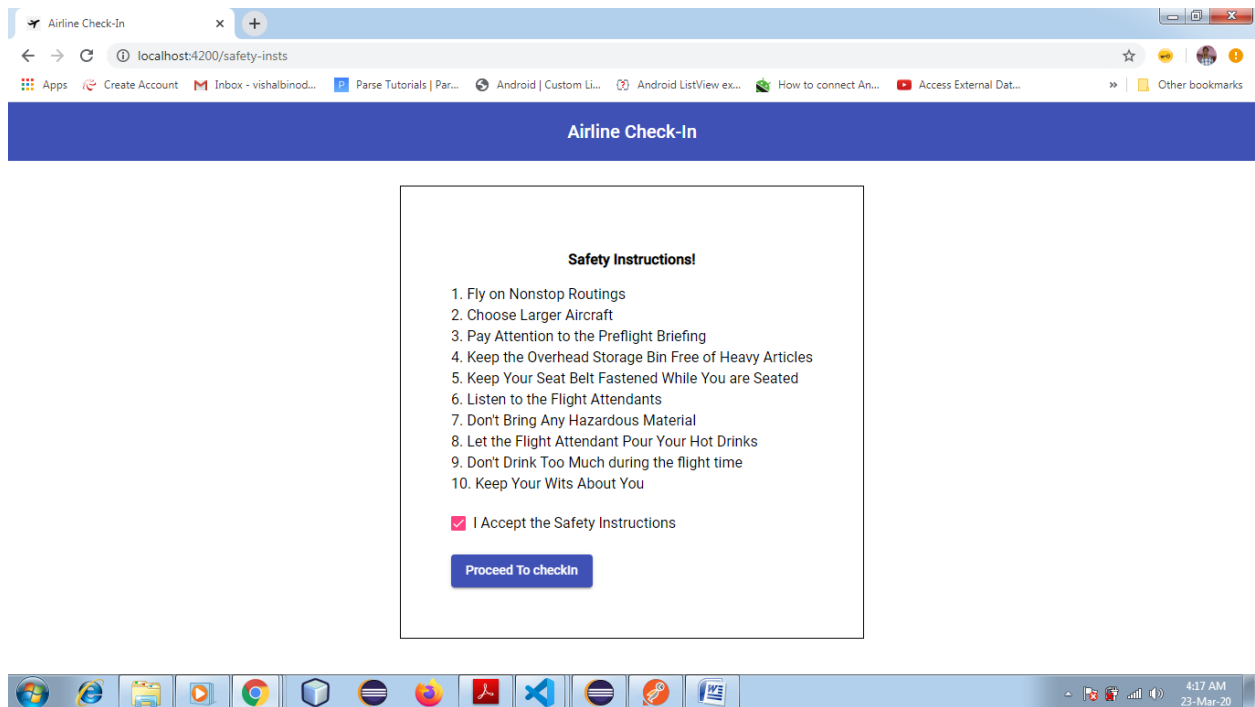 Airline Check-In
localhost:4200/safety-insts
Apps Create Account Inbox - vishalbinod... Parse Tutorials | Par... Android | Custom Li... Android ListView ex... How to connect An... Access External Dat... » Other bookmarks
Airline Check-In
Safety Instructions!
1. Fly on Nonstop Routings
2. Choose Larger Aircraft
3. Pay Attention to the Preflight Briefing
4. Keep the Overhead Storage Bin Free of Heavy Articles
5. Keep Your Seat Belt Fastened While You are Seated
6. Listen to the Flight Attendants
7. Don't Bring Any Hazardous Material
8. Let the Flight Attendant Pour Your Hot Drinks
9. Don't Drink Too Much during the flight time
10. Keep Your Wits About You
I Accept the Safety Instructions
Proceed To checkIn
4:17 AM
23-Mar-20